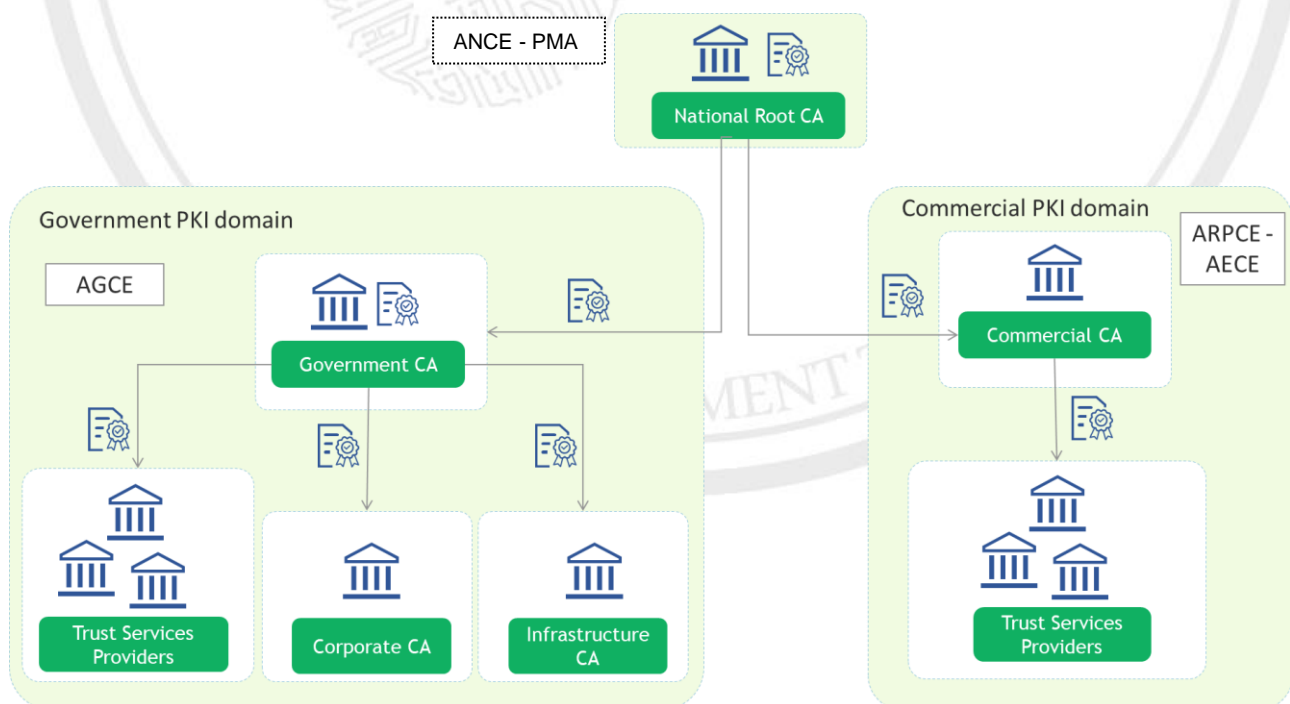 ANCE - PMA
National Root CA
Government PKI domain
AGCE
Government CA
Trust Services
Providers
Corporate CA
Infrastructure
CA
Commercial PKI domain
ARPCE -
AECE
Commercial CA
Trust Services
Providers